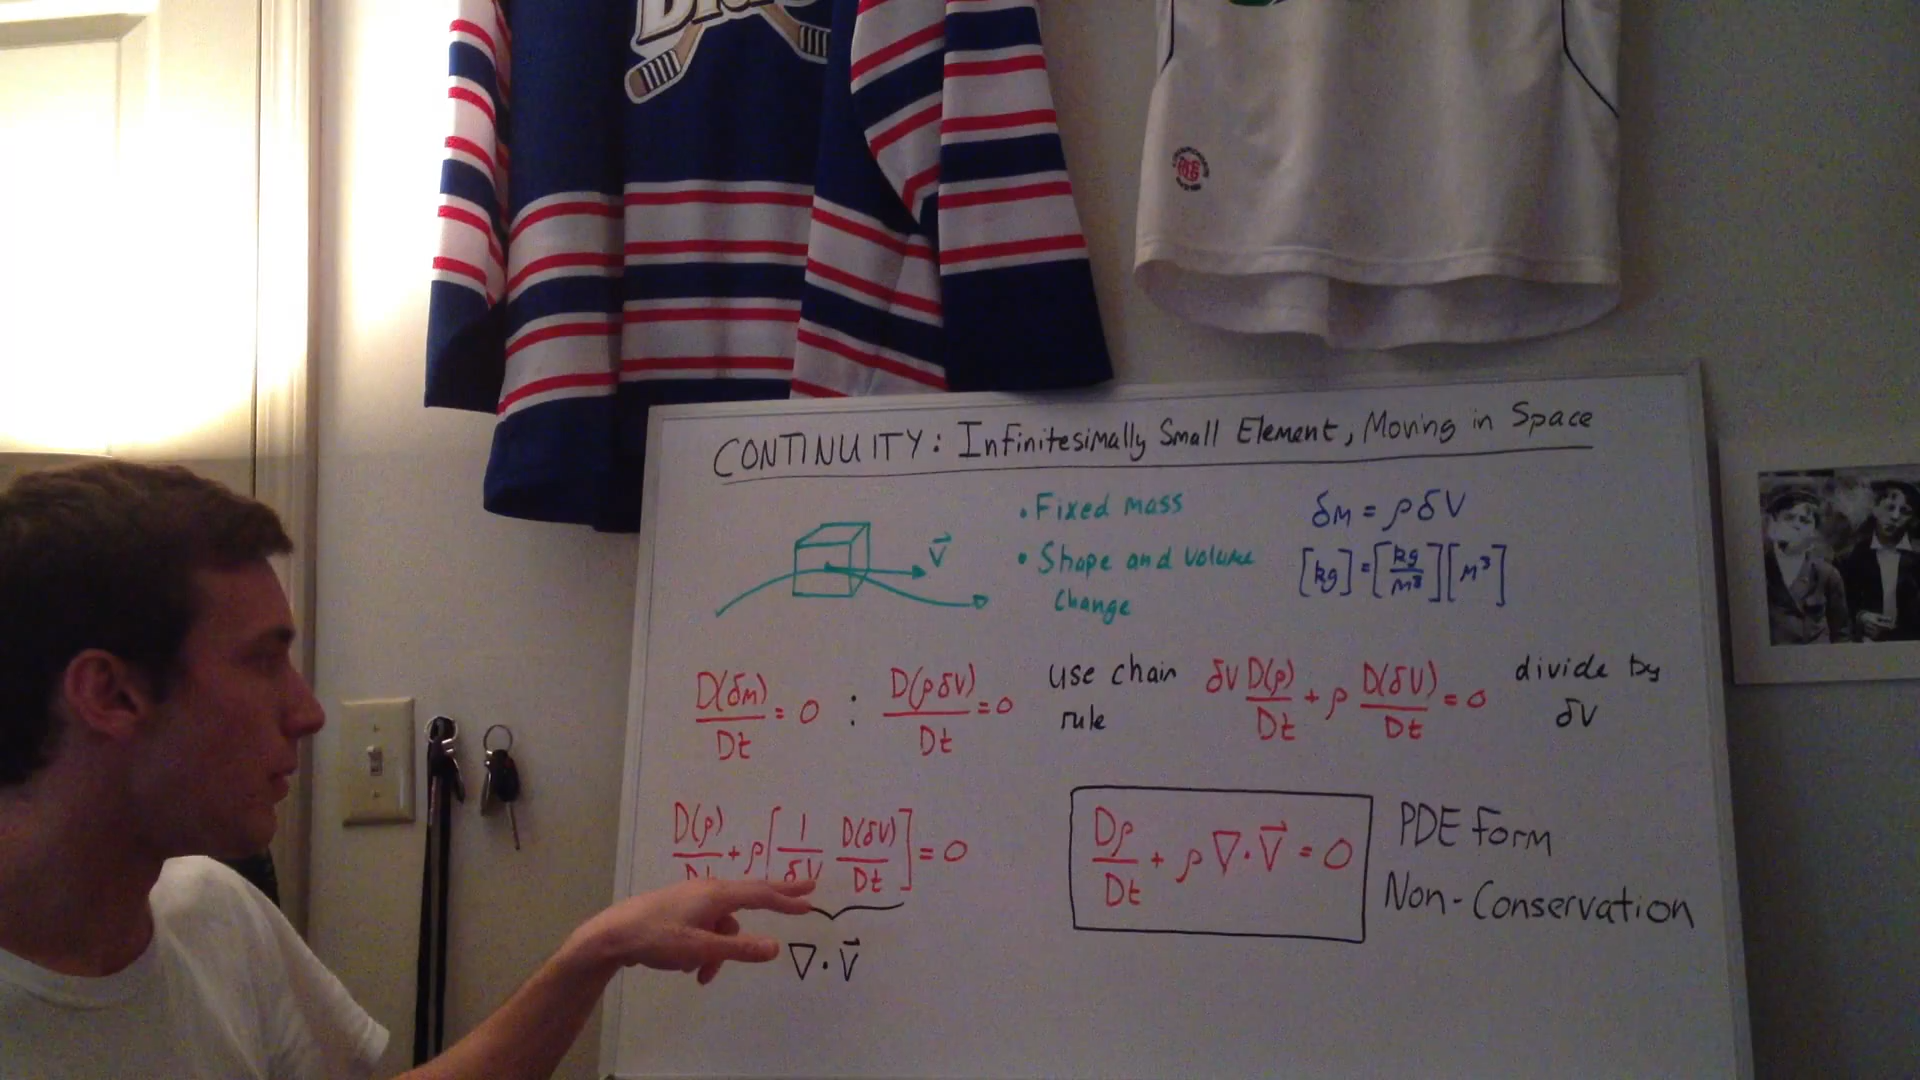 CONTINUITY: Infinitesimally Small Element, Moving in Space
• Fixed mass
• Shape and volume
change
V⃗
δm = ρδV
[kg] = [kg/m³][m³]
D(δm)/Dt = 0 : D(ρδV)/Dt = 0
use chain
rule
δV D(ρ)/Dt + ρ D(δV)/Dt = 0
divide by
δV
D(ρ)/Dt + ρ[1/δV D(δV)/Dt] = 0
∇·V⃗
Dρ/Dt + ρ∇·V⃗ = 0
PDE Form
Non-Conservation